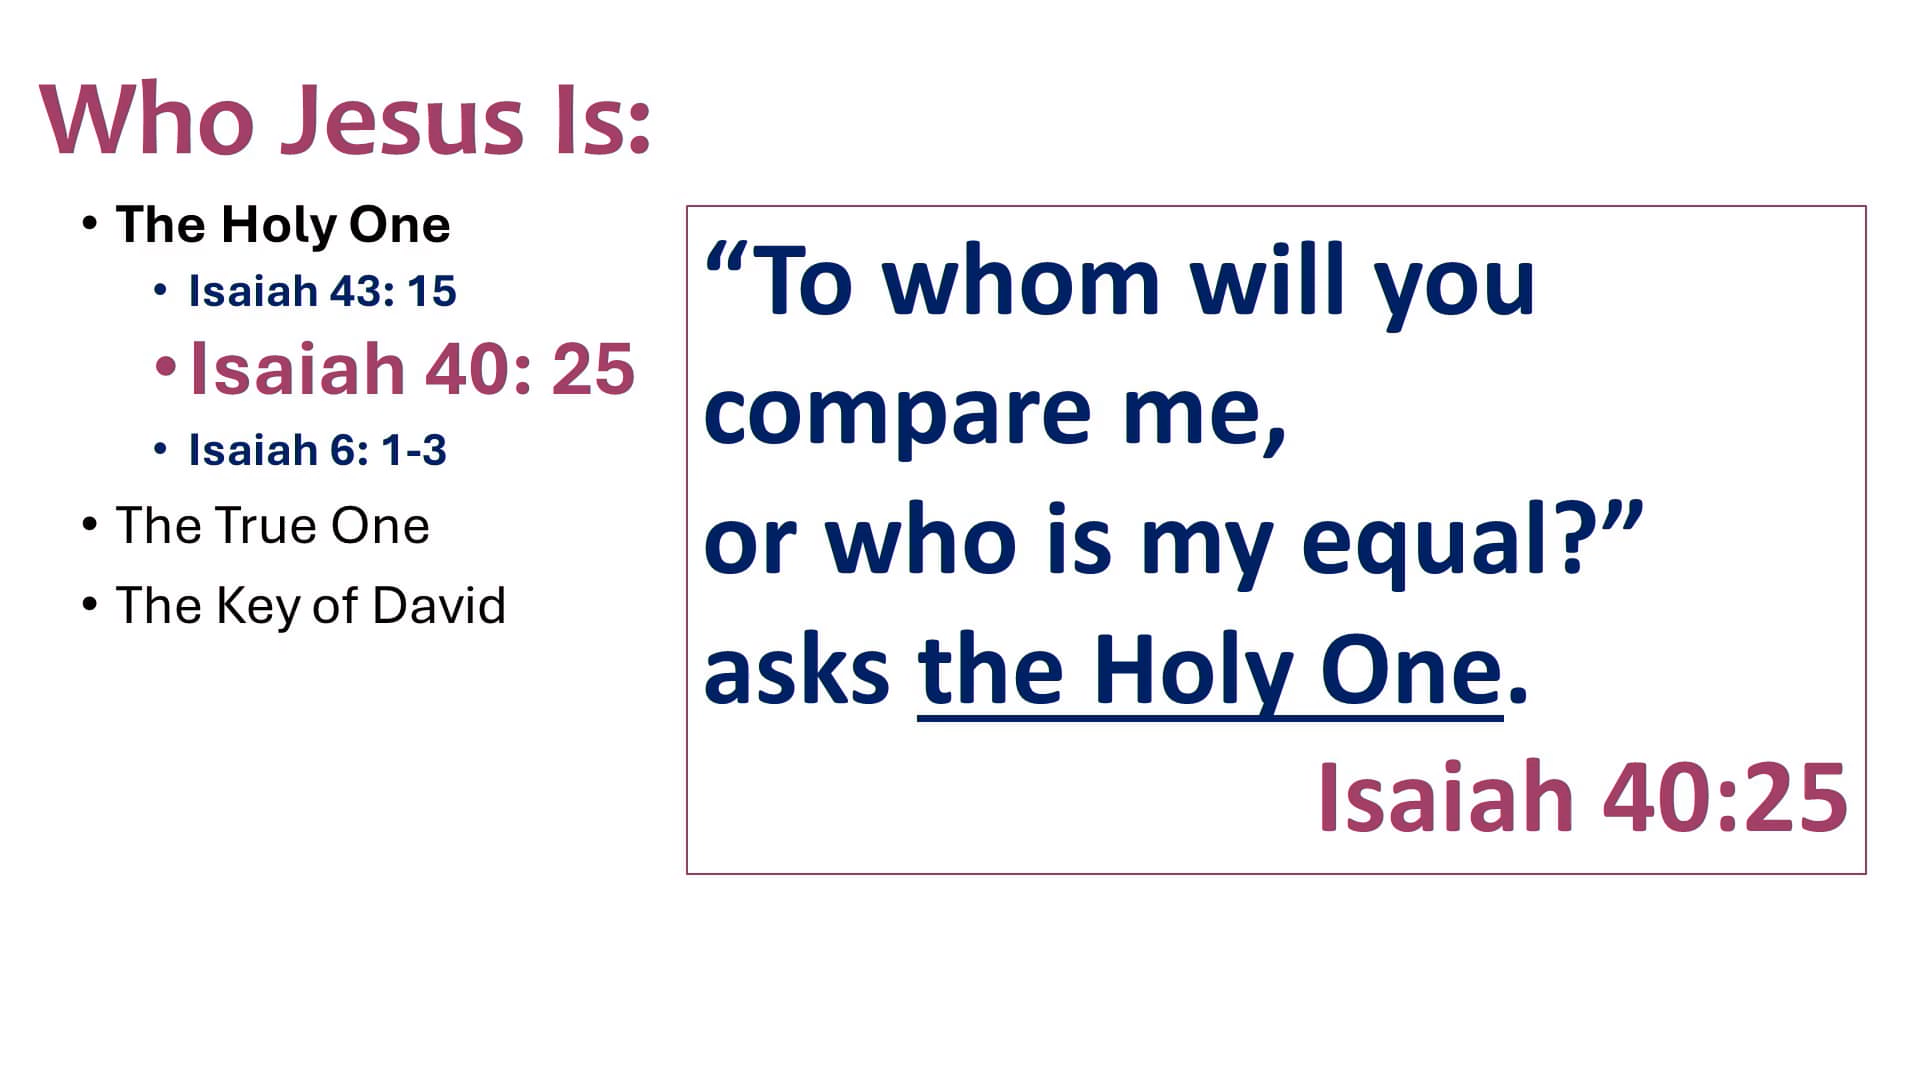 Who Jesus Is:
• The Holy One
• Isaiah 43: 15
• Isaiah 40: 25
• Isaiah 6: 1-3
• The True One
• The Key of David
“To whom will you
compare me,
or who is my equal?”
asks the Holy One.
Isaiah 40:25